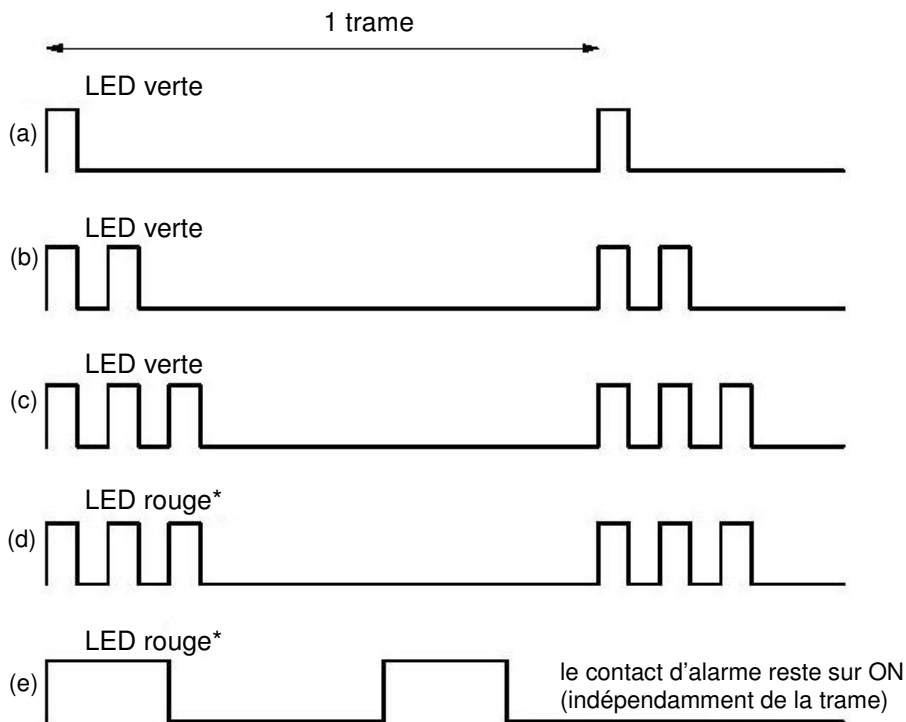 1 trame
LED verte
(a)
LED verte
(b)
LED verte
(c)
LED rouge*
(d)
LED rouge*
(e)
le contact d'alarme reste sur ON
(indépendamment de la trame)